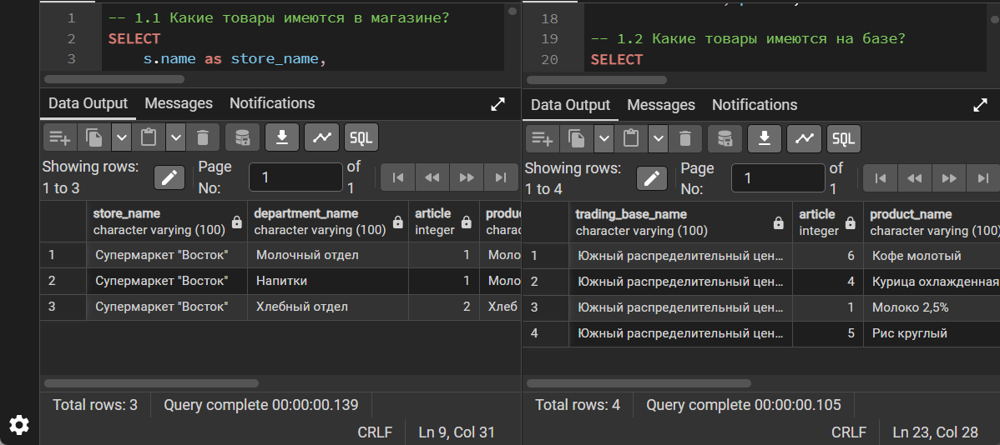 1 -- 1.1 Какие товары имеются в магазине?
2 SELECT
3 s.name as store_name,
Data Output Messages Notifications
SQL
Showing rows: 1 to 3
Page No: 1 of 1
store_name character varying (100) department_name character varying (100) article integer produ charac
1 Супермаркет "Восток" Молочный отдел 1 Моло
2 Супермаркет "Восток" Напитки 1 Моло
3 Супермаркет "Восток" Хлебный отдел 2 Хлеб
Total rows: 3 Query complete 00:00:00.139
CRLF Ln 9, Col 31
18
19 -- 1.2 Какие товары имеются на базе?
20 SELECT
Data Output Messages Notifications
SQL
Showing rows: 1 to 4
Page No: 1 of 1
trading_base_name character varying (100) article integer product_name character varying (100)
1 Южный распределительный цен... 6 Кофе молотый
2 Южный распределительный цен... 4 Курица охлажденная
3 Южный распределительный цен... 1 Молоко 2,5%
4 Южный распределительный цен... 5 Рис круглый
Total rows: 4 Query complete 00:00:00.105
CRLF Ln 23, Col 28